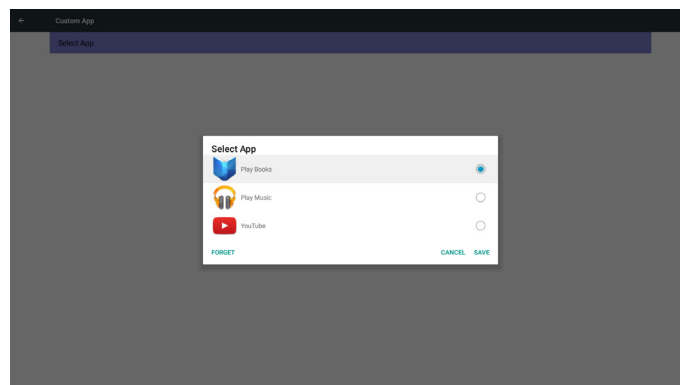 Custom App
Select App
Select App
Play Books
Play Music
YouTube
FORGET CANCEL SAVE